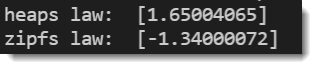 heaps law:  [1.65004065]
zipfs law:  [-1.34000072]